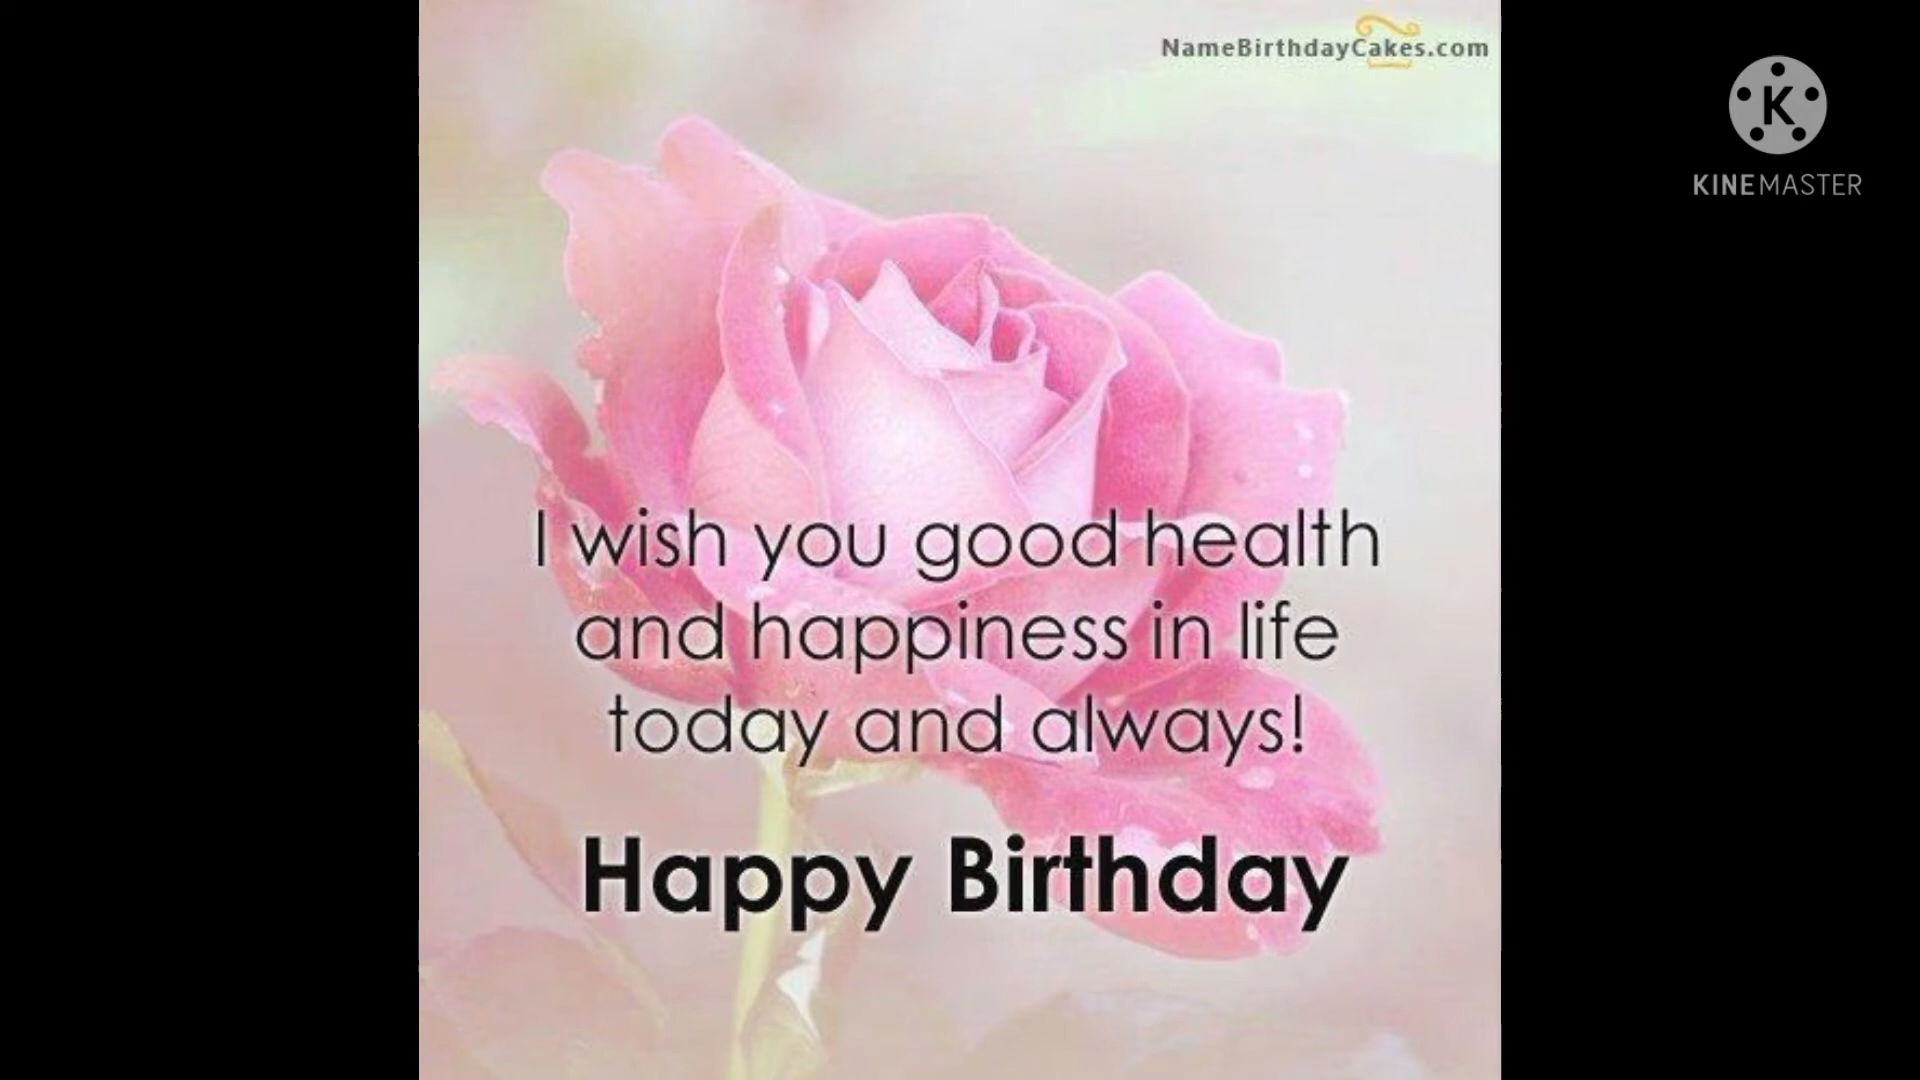 NameBirthdayCakes.com
K
KINEMASTER
I wish you good health
and happiness in life
today and always!
Happy Birthday